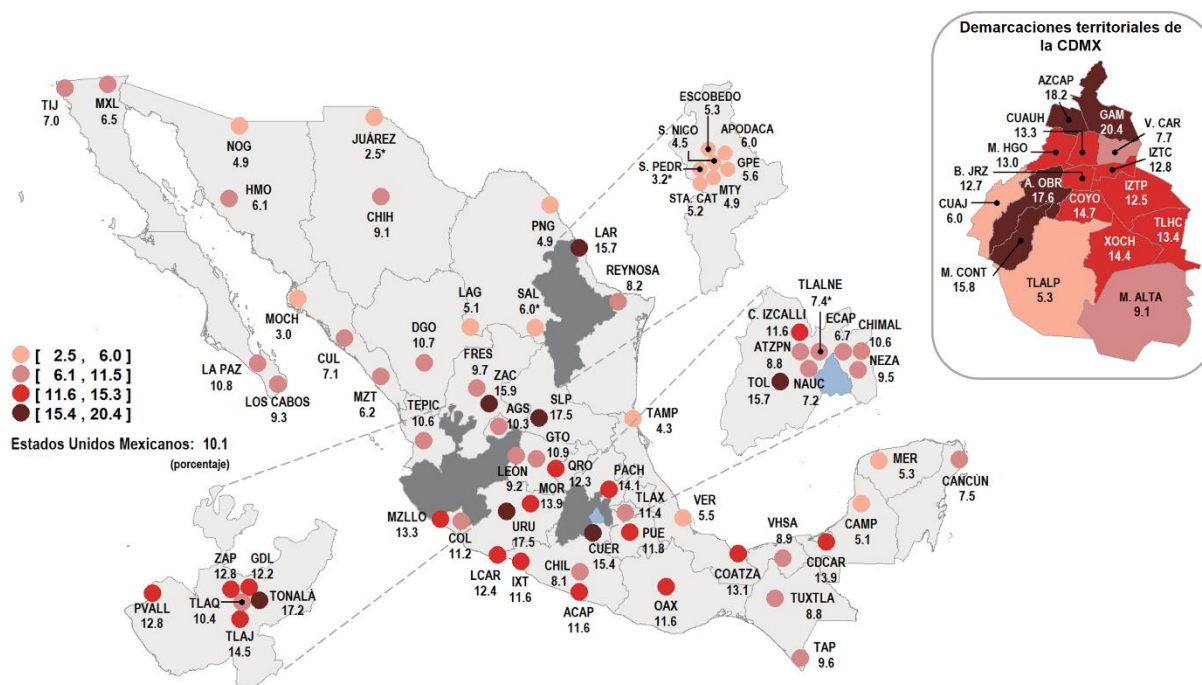 Demarcaciones territoriales de
la CDMX
AZCAP
18.2
GAM
20.4
CUAUH
13.3
V. CAR
7.7
M. HGO
13.0
IZTC
12.8
B. JRZ
12.7
A. OBR
17.6
IZTP
12.5
CUAJ
6.0
COYO
14.7
TLHC
13.4
XOCH
14.4
M. CONT
15.8
TLALP
5.3
M. ALTA
9.1
TIJ
7.0
MXL
6.5
NOG
4.9
JUÁREZ
2.5*
HMO
6.1
CHIH
9.1
ESCOBEDO
5.3
S. NICO
4.5
APODACA
6.0
S. PEDR
3.2*
GPE
5.6
STA. CAT
5.2
MTY
4.9
PNG
4.9
LAR
15.7
REYNOSA
8.2
MOCH
3.0
LAG
5.1
SAL
6.0*
DGO
10.7
CUL
7.1
LA PAZ
10.8
LOS CABOS
9.3
MZT
6.2
FRES
9.7
ZAC
15.9
TEPIC
10.6
AGS
10.3
SLP
17.5
TAMP
4.3
TLALNE
7.4*
C. IZCALLI
11.6
ECAP
6.7
CHIMAL
10.6
ATZPN
8.8
NEZA
9.5
TOL
15.7
NAUC
7.2
[ 2.5 , 6.0]
[ 6.1 , 11.5]
[ 11.6 , 15.3]
[ 15.4 , 20.4]
Estados Unidos Mexicanos: 10.1
(porcentaje)
GTO
10.9
LEÓN
9.2
QRO
12.3
MOR
13.9
PACH
14.1
TLAX
11.4
MZLLO
13.3
COL
11.2
URU
17.5
CUER
15.4
PUE
11.8
VER
5.5
MER
5.3
CANCÚN
7.5
CAMP
5.1
VHSA
8.9
CDCAR
13.9
COATZA
13.1
LCAR
12.4
IXT
11.6
CHIL
8.1
ACAP
11.6
OAX
11.6
TUXTLA
8.8
TAP
9.6
ZAP
12.8
GDL
12.2
PVALL
12.8
TLAQ
10.4
TONALÁ
17.2
TLAJ
14.5